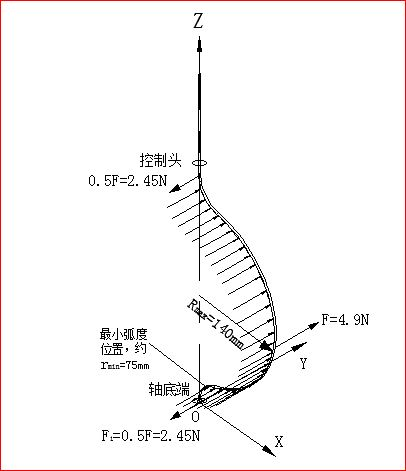 Z
控制头
0.5F=2.45N
Rmax=140mm
F=4.9N
最小弧度
位置，约
rmin=75mm
Y
轴底端
O
F₁=0.5F=2.45N
X